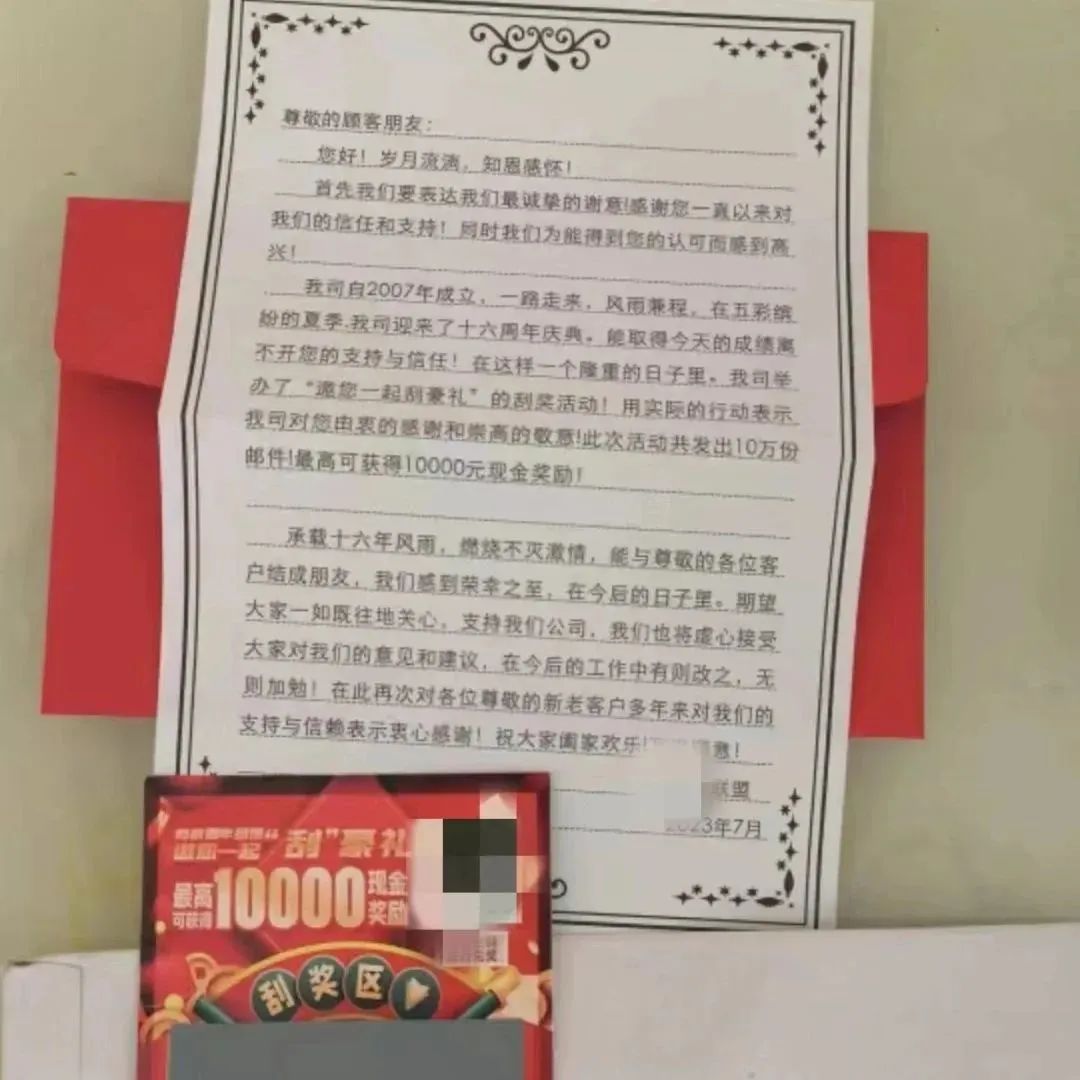 尊敬的顾客朋友：
您好！岁月流淌，知恩感怀！
首先我们要表达我们最诚挚的谢意!感谢您一直以来对
我们的信任和支持！同时我们为能得到您的认可而感到高
兴！
我司自2007年成立，一路走来，风雨兼程，在五彩缤
纷的夏季.我司迎来了十六周年庆典。能取得今天的成绩离
不开您的支持与信任！在这样一个隆重的日子里。我司举
办了“邀您一起刮豪礼”的刮奖活动！用实际的行动表示
我司对您由衷的感谢和崇高的敬意!此次活动共发出10万份
邮件!最高可获得10000元现金奖励！
承载十六年风雨，燃烧不灭激情，能与尊敬的各位客
户结成朋友，我们感到荣幸之至，在今后的日子里。期望
大家一如既往地关心，支持我们公司，我们也将虚心接受
大家对我们的意见和建议，在今后的工作中有则改之，无
则加勉！在此再次对各位尊敬的新老客户多年来对我们的
支持与信赖表示衷心感谢！祝大家阖家欢乐!意！
联盟
2023年7月
邀您一起“刮”豪礼
最高可获得10000现金奖励
刮奖区